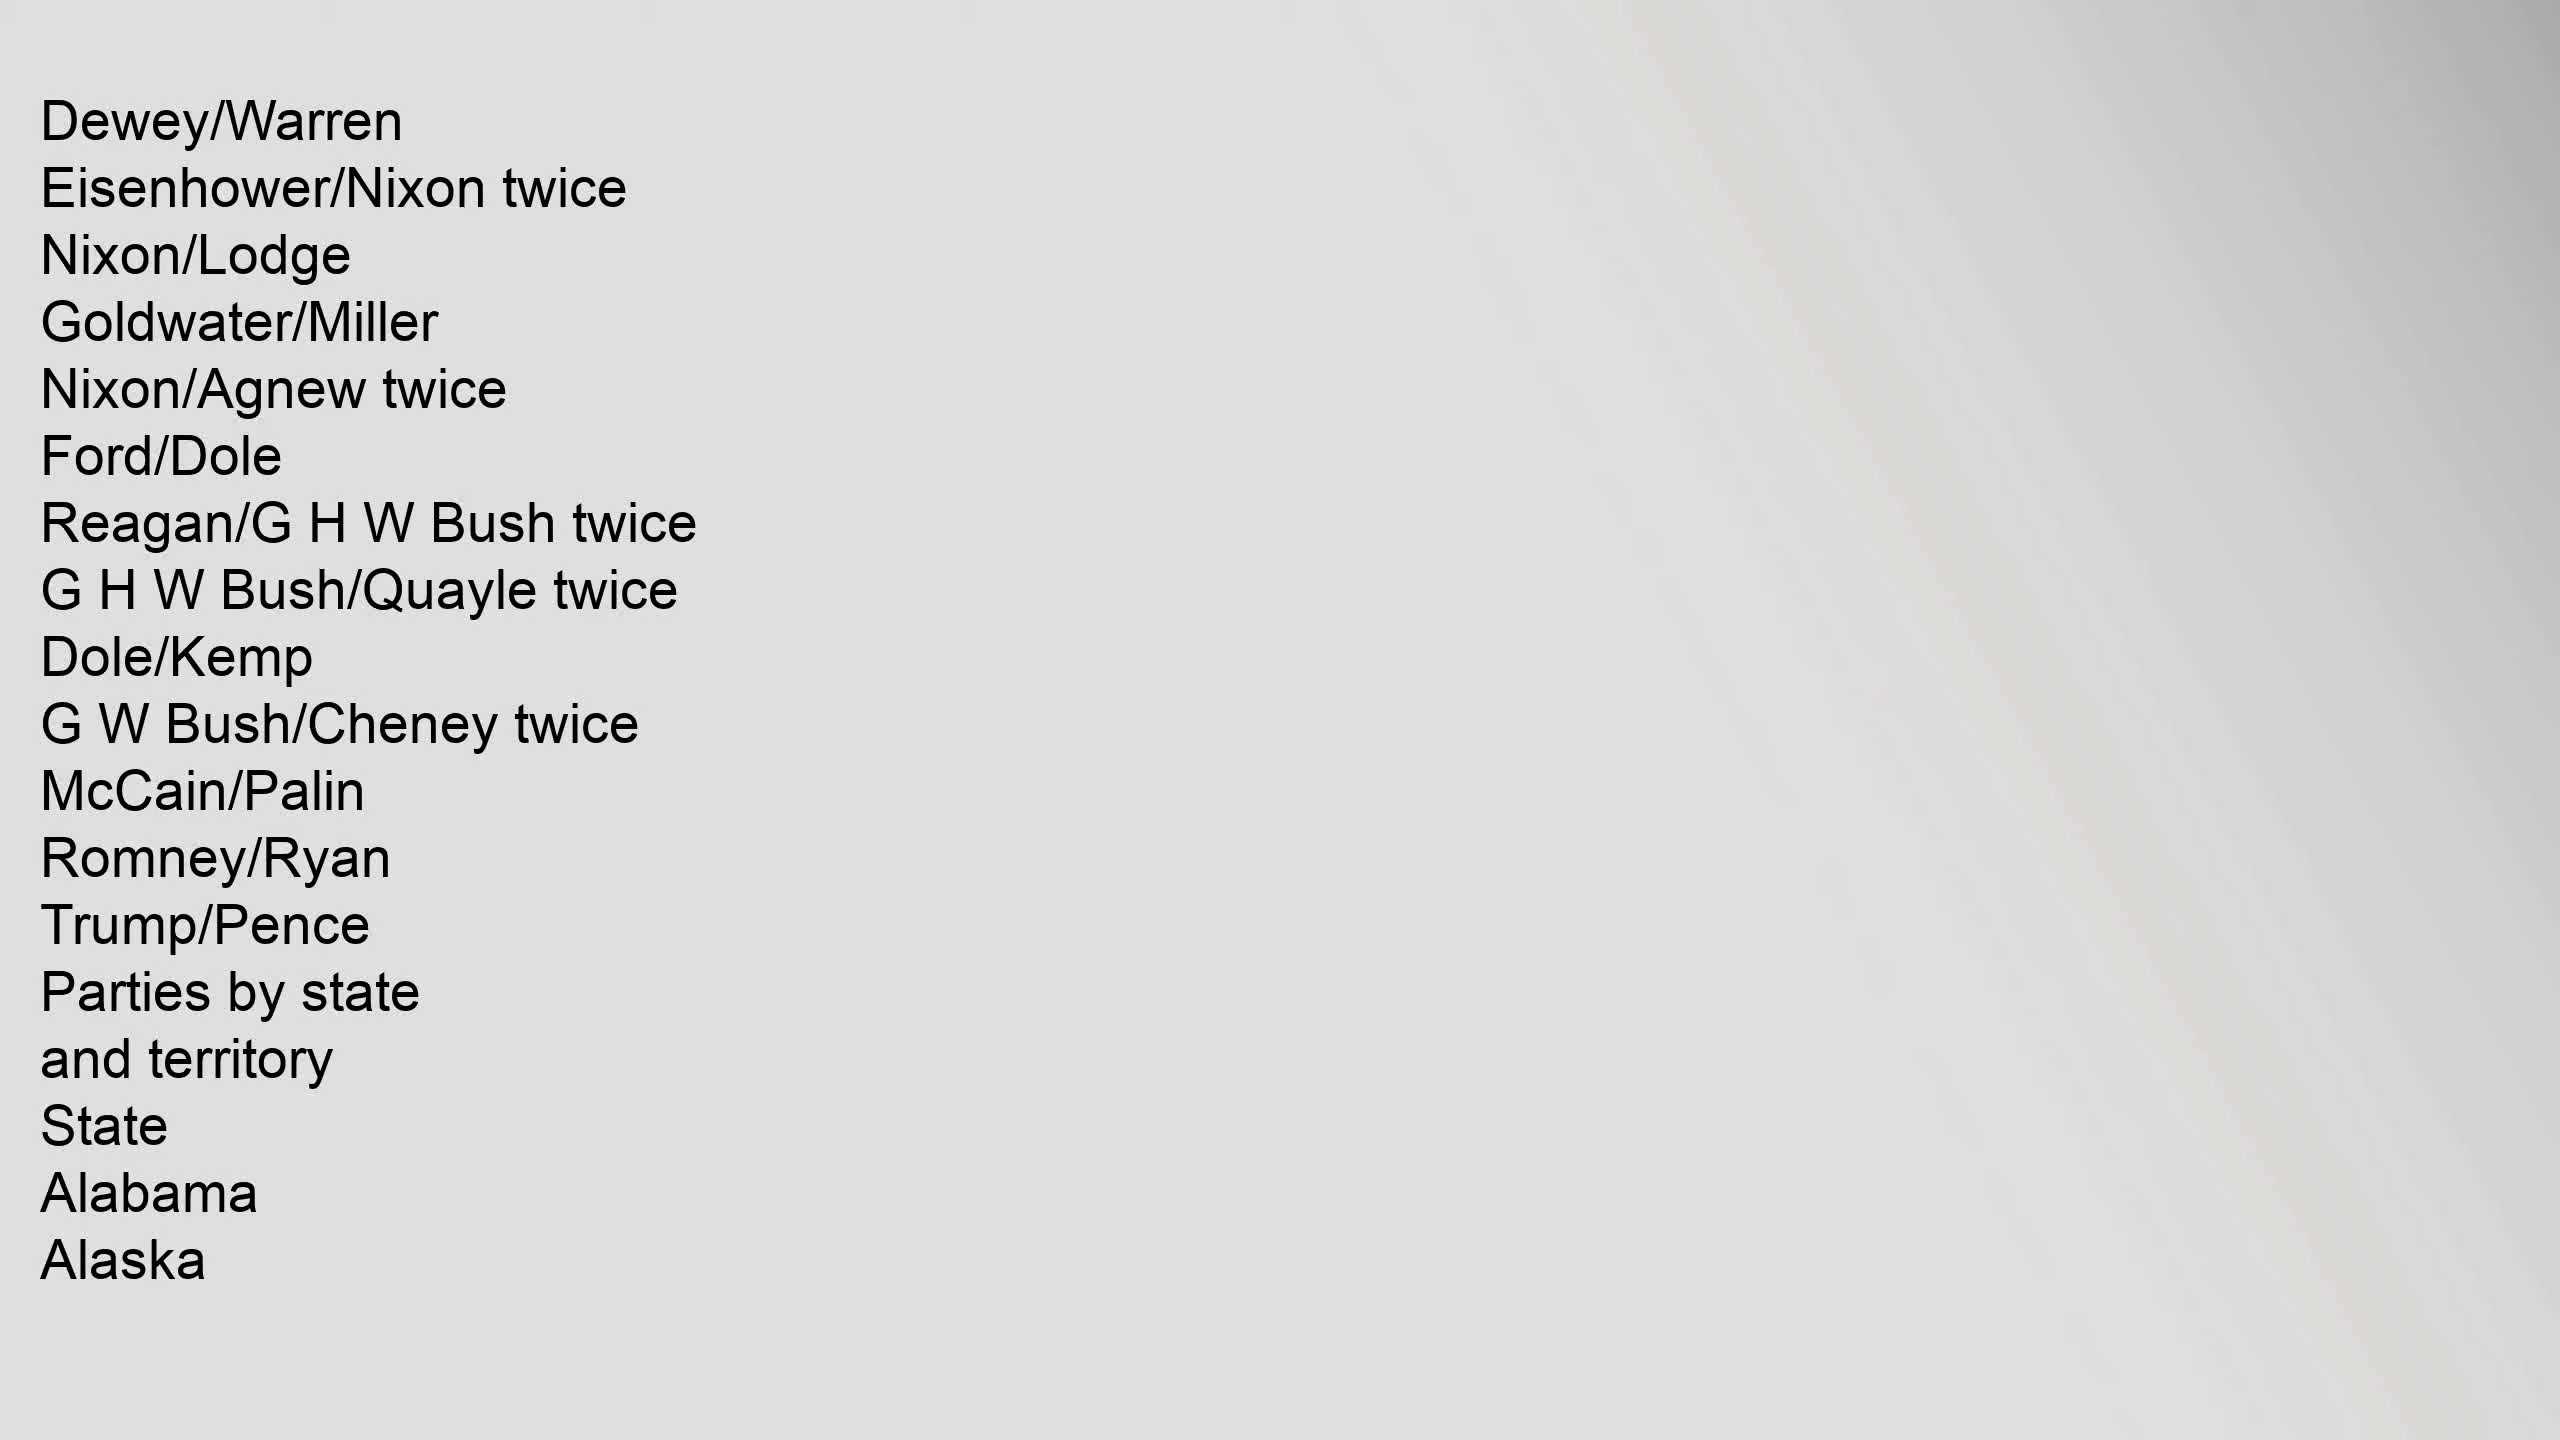 Dewey/Warren
Eisenhower/Nixon twice
Nixon/Lodge
Goldwater/Miller
Nixon/Agnew twice
Ford/Dole
Reagan/G H W Bush twice
G H W Bush/Quayle twice
Dole/Kemp
G W Bush/Cheney twice
McCain/Palin
Romney/Ryan
Trump/Pence
Parties by state
and territory
State
Alabama
Alaska